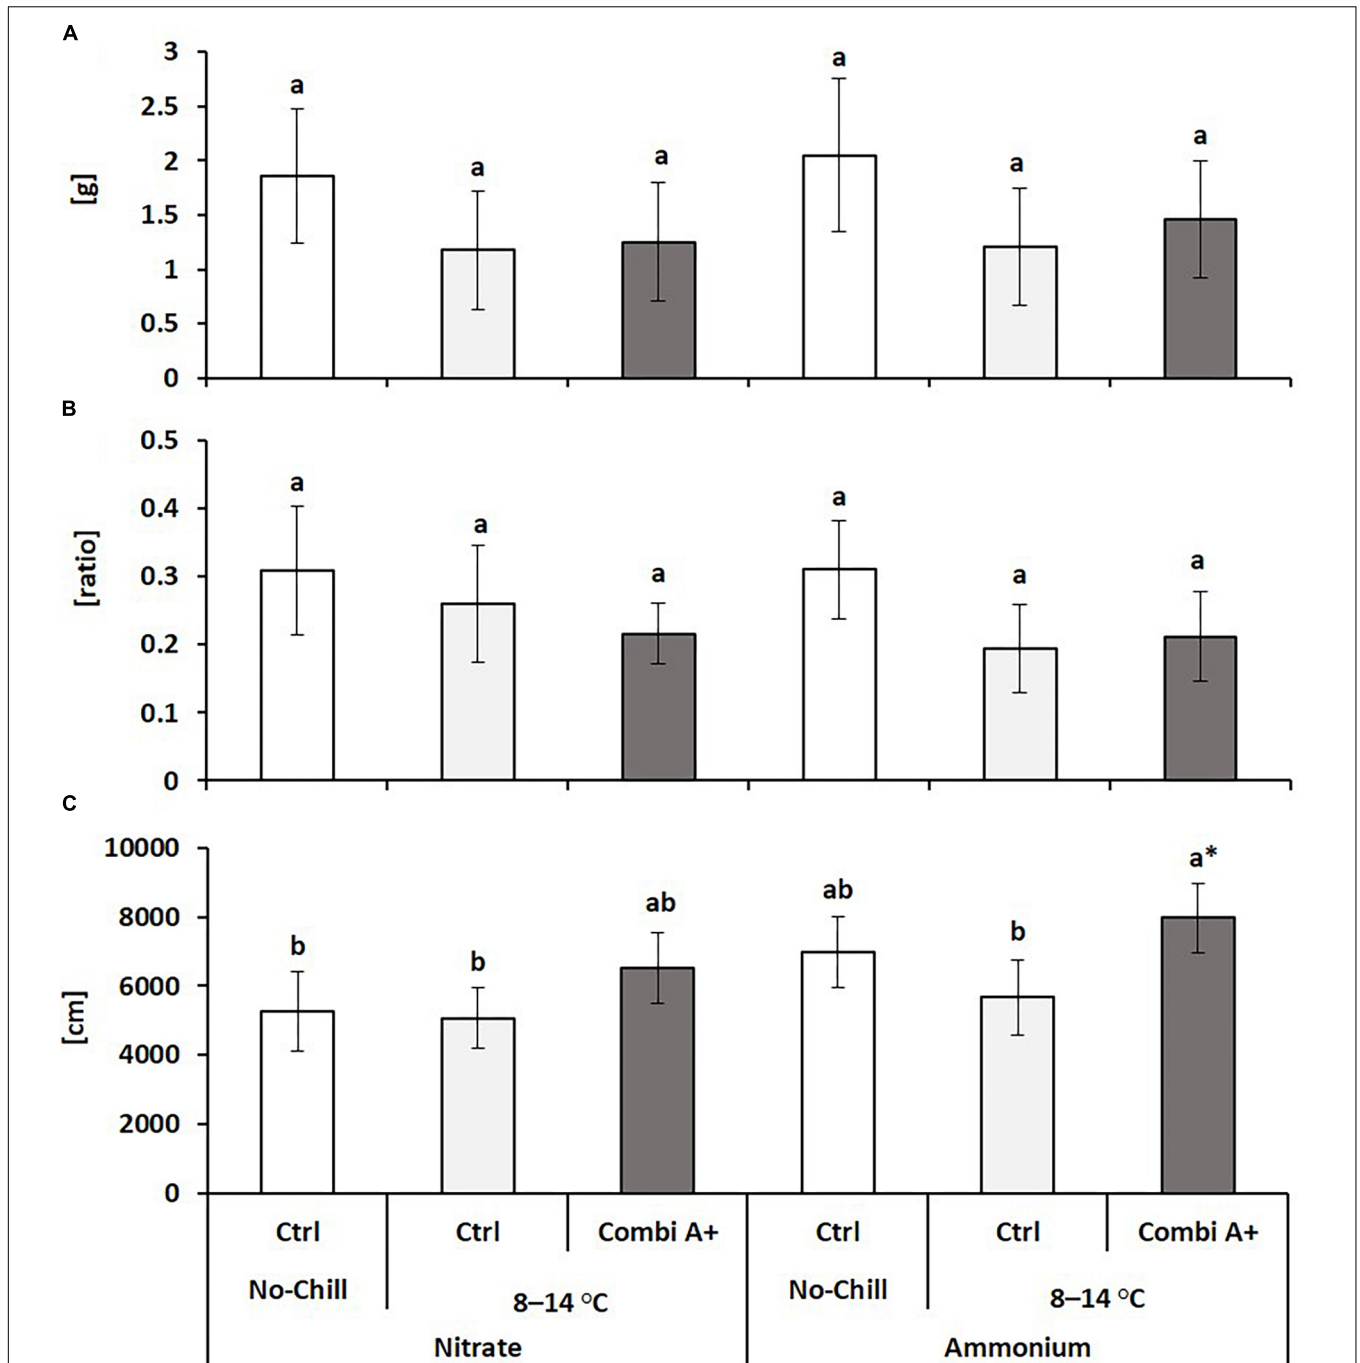 A
3
a
2.5
a
a
a
a
a
2
[g]
1.5
1
0.5
0
B
0.5
a
a
a
a
a
a
0.4
[ratio]
0.3
0.2
0.1
0
C
10000
a*
ab
ab
b
b
b
8000
6000
[cm]
4000
2000
0
Ctrl Ctrl Combi A+ Ctrl Ctrl Combi A+
No-Chill 8–14 °C No-Chill 8–14 °C
Nitrate Ammonium